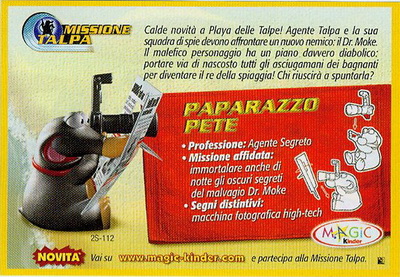 MISSIONE
TALPA
Calde novità a Playa delle Talpe! Agente Talpa e la sua
squadra di spie devono affrontare un nuovo nemico: il Dr. Moke.
Il malefico personaggio ha un piano davvero diabolico:
portare via di nascosto tutti gli asciugamani dei bagnanti
per diventare il re della spiaggia! Chi riuscirà a spuntarla?
PAPARAZZO
PETE
• Professione: Agente Segreto
• Missione affidata:
immortalare anche di
notte gli oscuri segreti
del malvagio Dr. Moke
• Segni distintivi:
macchina fotografica high-tech
2S-112
MAGIC
Kinder
NOVITÀ
Vai su www.magic-kinder.com e partecipa alla Missione Talpa.